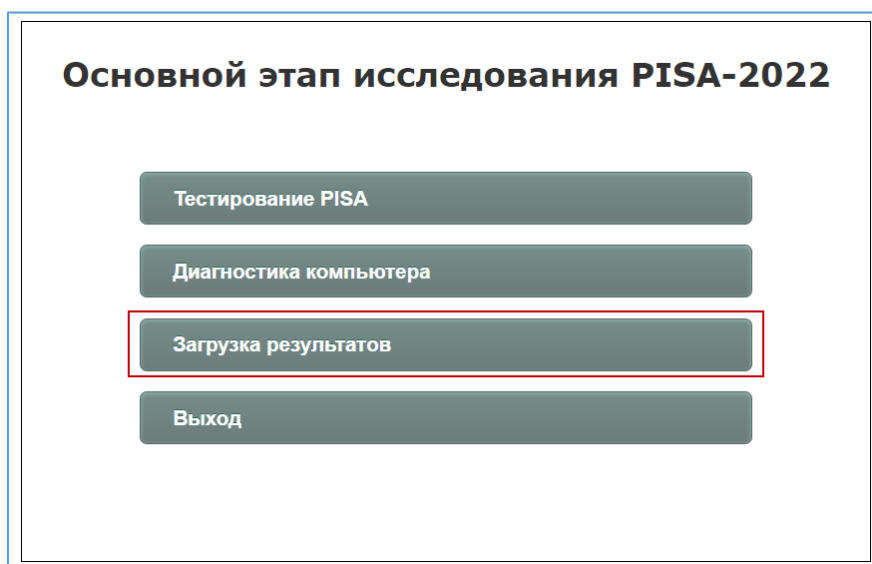 Основной этап исследования PISA-2022
Тестирование PISA
Диагностика компьютера
Загрузка результатов
Выход